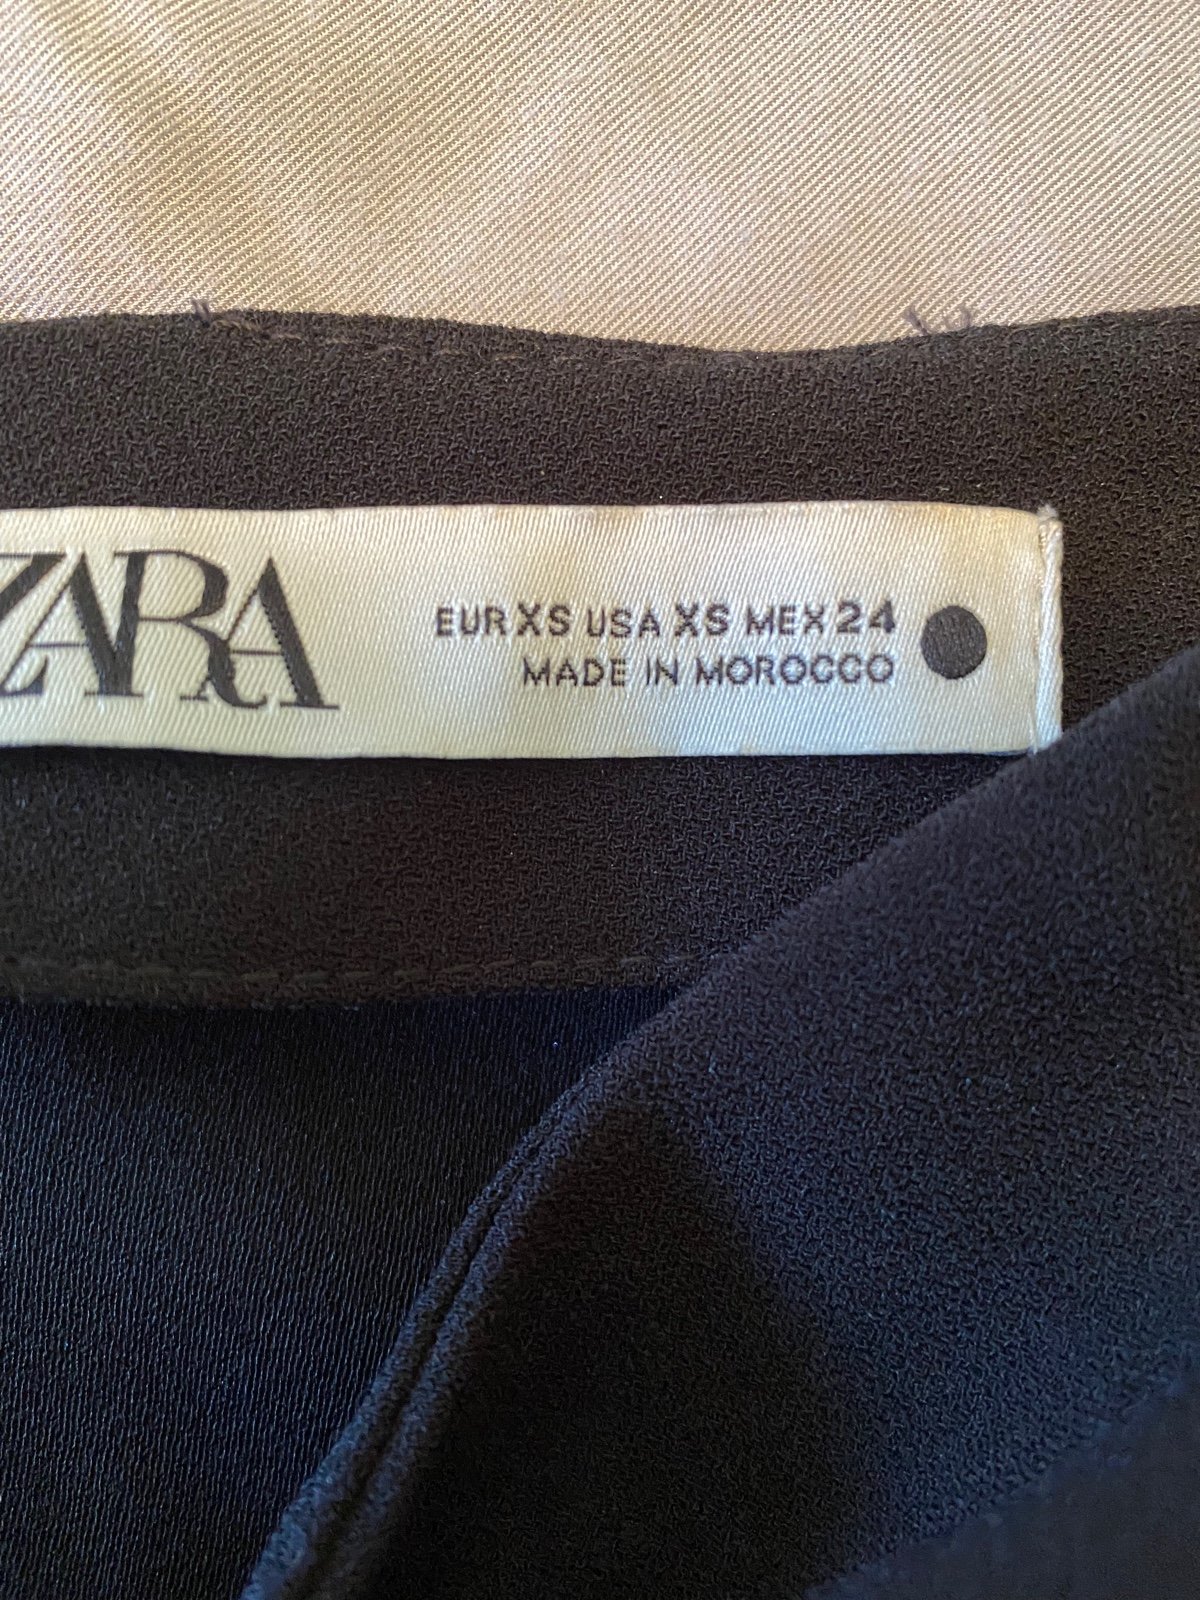 ZARA
EUR XS USA XS MEX 24
MADE IN MOROCCO